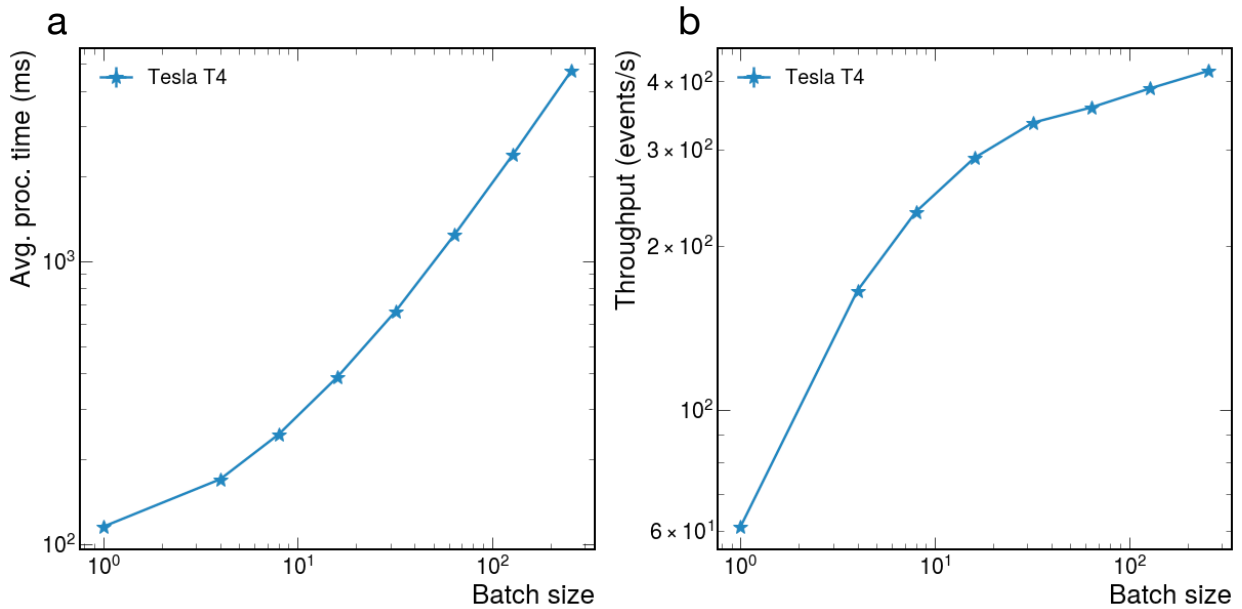 a
Avg. proc. time (ms)
Tesla T4
10³
10²
10⁰
10¹
10²
Batch size
b
Throughput (events/s)
Tesla T4
4 × 10²
3 × 10²
2 × 10²
10²
6 × 10¹
10⁰
10¹
10²
Batch size